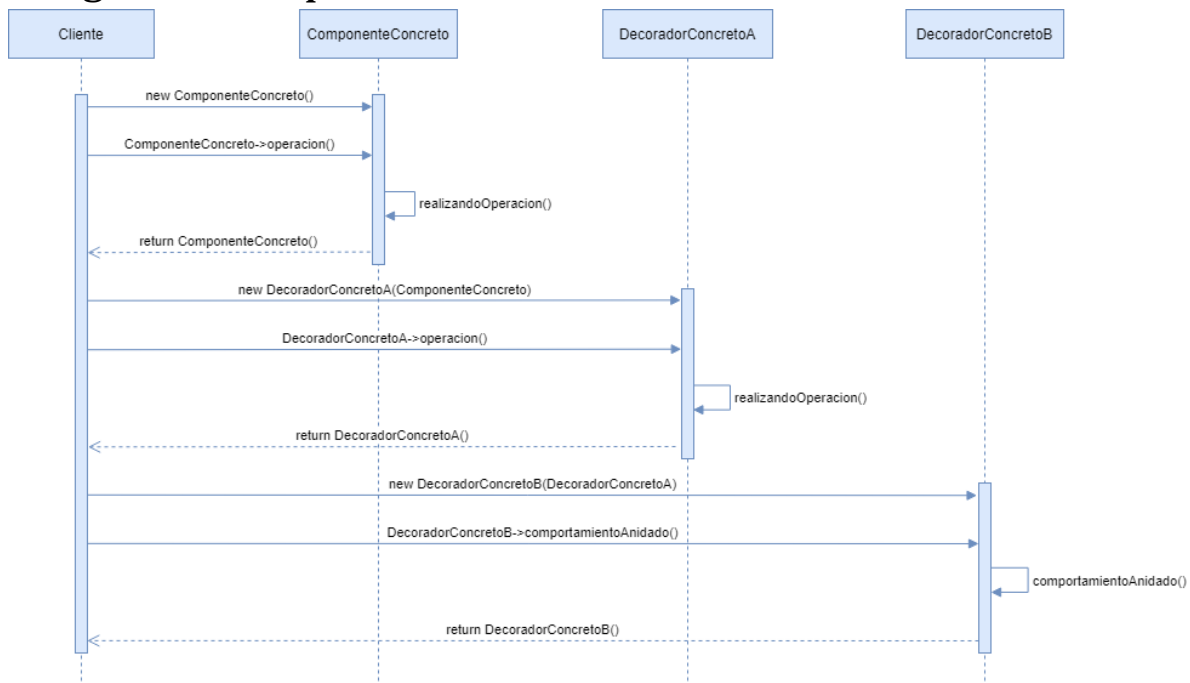 Cliente
ComponenteConcreto
DecoradorConcretoA
DecoradorConcretoB
new ComponenteConcreto()
ComponenteConcreto->operacion()
realizandoOperacion()
return ComponenteConcreto()
new DecoradorConcretoA(ComponenteConcreto)
DecoradorConcretoA->operacion()
realizandoOperacion()
return DecoradorConcretoA()
new DecoradorConcretoB(DecoradorConcretoA)
DecoradorConcretoB->comportamientoAnidado()
comportamientoAnidado()
return DecoradorConcretoB()